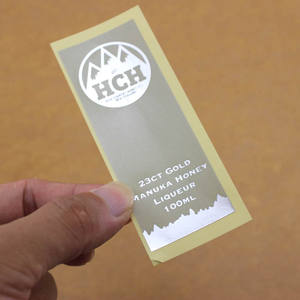 HCH
23CT GOLD
MANUKA HONEY
LIQUEUR
100ML